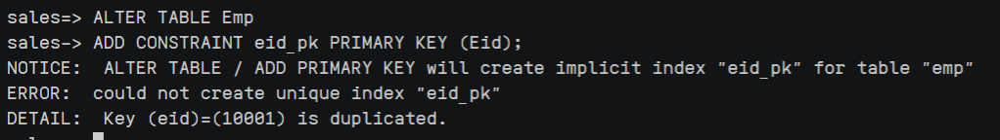 sales=> ALTER TABLE Emp
sales-> ADD CONSTRAINT eid_pk PRIMARY KEY (Eid);
NOTICE:  ALTER TABLE / ADD PRIMARY KEY will create implicit index "eid_pk" for table "emp"
ERROR:  could not create unique index "eid_pk"
DETAIL:  Key (eid)=(10001) is duplicated.